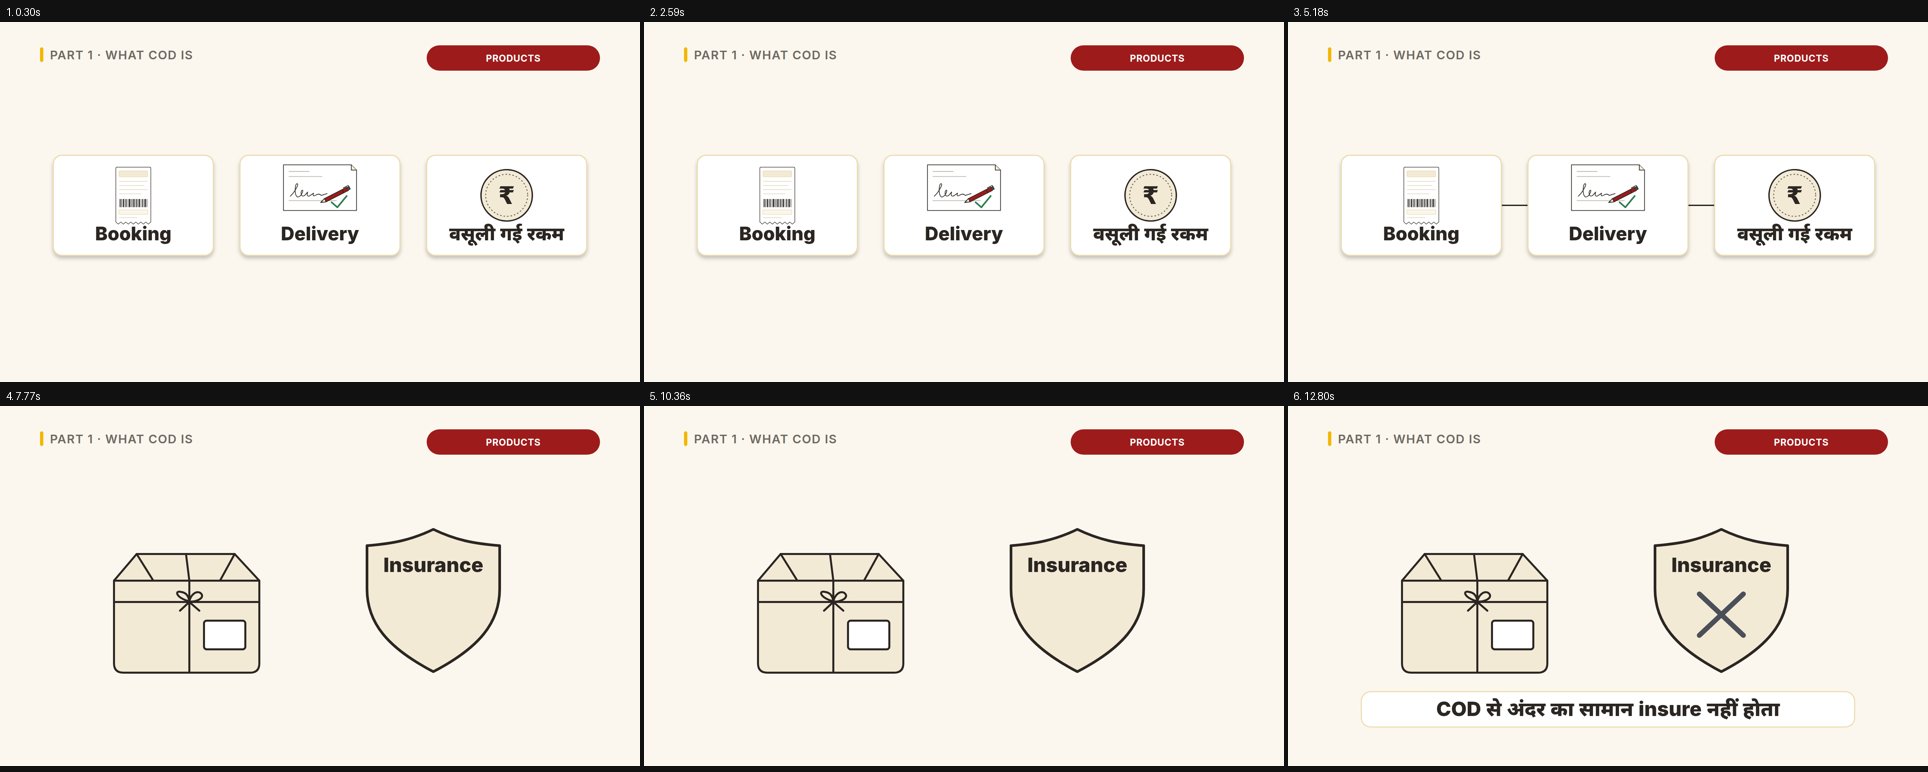 1. 0.30s
PART 1 · WHAT COD IS
PRODUCTS
Booking
Delivery
₹
वसूली गई रकम
2. 2.59s
PART 1 · WHAT COD IS
PRODUCTS
Booking
Delivery
₹
वसूली गई रकम
3. 5.18s
PART 1 · WHAT COD IS
PRODUCTS
Booking
Delivery
₹
वसूली गई रकम
4. 7.77s
PART 1 · WHAT COD IS
PRODUCTS
Insurance
5. 10.36s
PART 1 · WHAT COD IS
PRODUCTS
Insurance
6. 12.80s
PART 1 · WHAT COD IS
PRODUCTS
Insurance
COD से अंदर का सामान insure नहीं होता